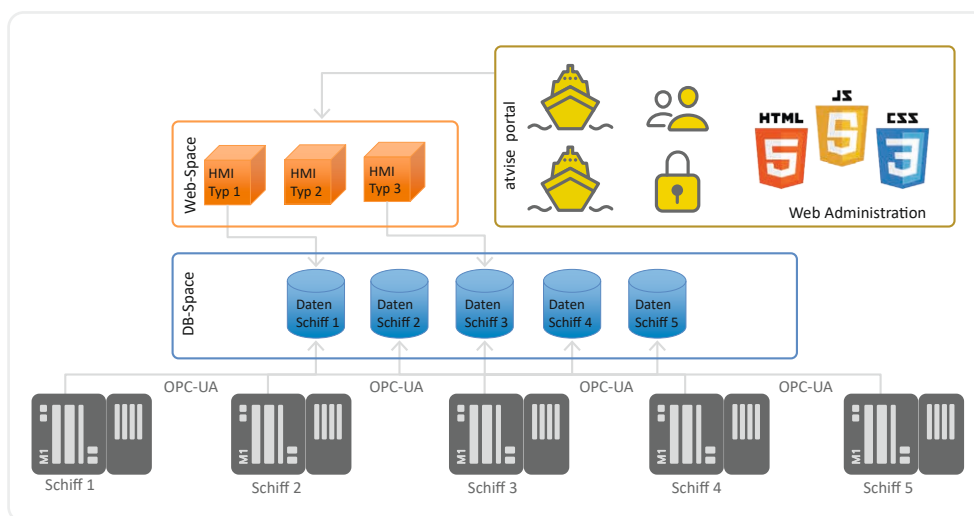 atvise portal
HTML
5
JS
5
CSS
3
Web Administration
Web-Space
HMI
Typ 1
HMI
Typ 2
HMI
Typ 3
DB-Space
Daten
Schiff 1
Daten
Schiff 2
Daten
Schiff 3
Daten
Schiff 4
Daten
Schiff 5
OPC-UA
OPC-UA
OPC-UA
OPC-UA
M1
M1
M1
M1
M1
Schiff 1
Schiff 2
Schiff 3
Schiff 4
Schiff 5